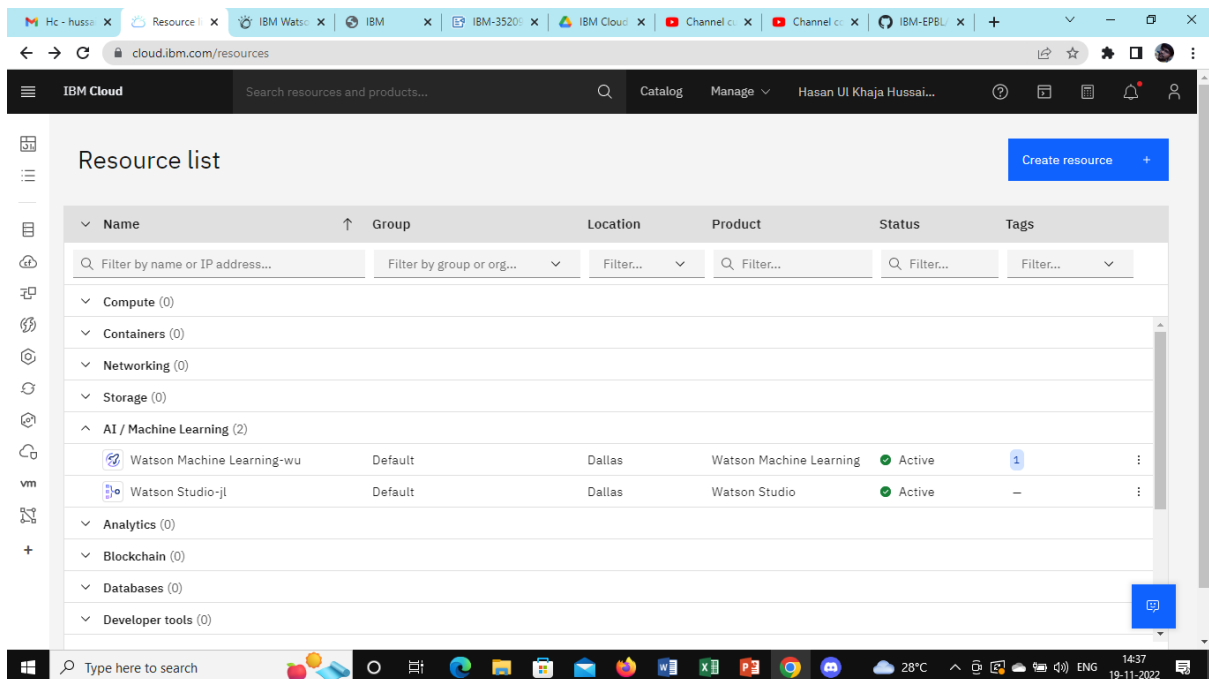 Hc - hussai
Resource l
IBM Watso
IBM
IBM-35209
IBM Cloud
Channel co
Channel co
IBM-EPBL/
cloud.ibm.com/resources
IBM Cloud
Search resources and products...
Catalog
Manage
Hasan Ul Khaja Hussai...
Resource list
Create resource +
Name
Group
Location
Product
Status
Tags
Filter by name or IP address...
Filter by group or org...
Filter...
Filter...
Filter...
Filter...
Compute (0)
Containers (0)
Networking (0)
Storage (0)
AI / Machine Learning (2)
Watson Machine Learning-wu Default Dallas Watson Machine Learning Active 1
Watson Studio-jl Default Dallas Watson Studio Active –
Analytics (0)
Blockchain (0)
Databases (0)
Developer tools (0)
vm
Type here to search
28°C
ENG
14:37
19-11-2022